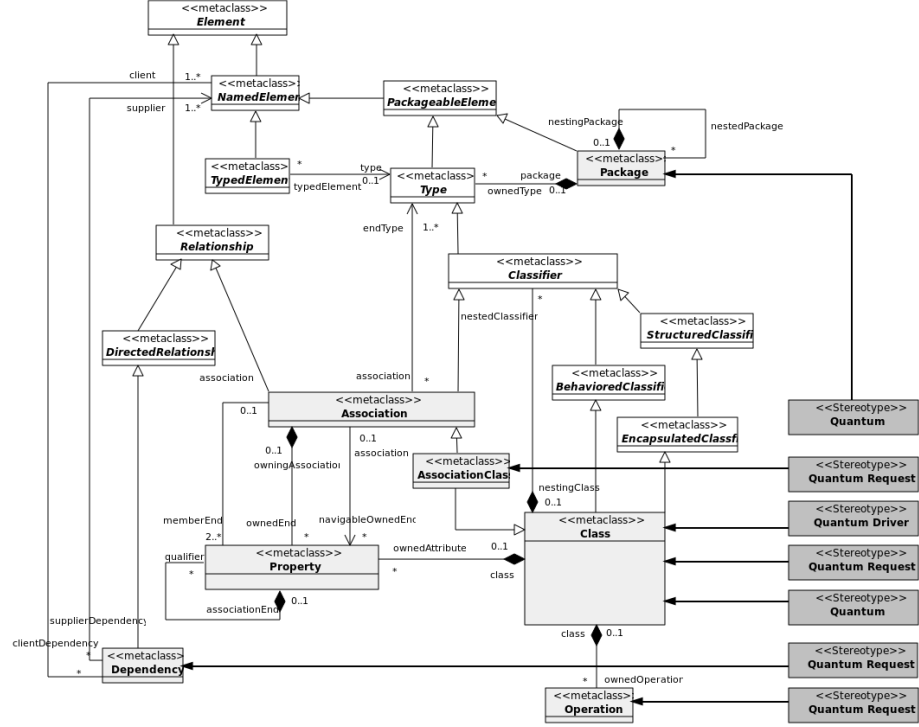 <<metaclass>>
Element
client
1..*
<<metaclass>>
NamedElemen
supplier
1..*
<<metaclass>>
PackageableEleme
nestingPackage
0..1
nestedPackage
*
<<metaclass>
Package
<<metaclass>
TypedElemen
*
typedElement
type
0..1
<<metaclass>>
Type
*
package
ownedType
0..1
endType
1..*
<<metaclass>>
Relationship
<<metaclass>>
Classifier
nestedClassifier
*
<<metaclass>>
StructuredClassifi
<<metaclass>>
DirectedRelationsh
association
association
*
<<metaclass>>
BehavioredClassifi
<<metaclass>>
Association
0..1
0..1
owningAssociation
0..1
association
<<metaclass>>
EncapsulatedClassifi
<<Stereotype>>
Quantum
<<metaclass>
AssociationClas
<<Stereotype>>
Quantum Request
nestingClass
0..1
<<Stereotype>>
Quantum Driver
<<metaclass>>
Class
memberEnd
2..*
ownedEnd
*
navigableOwnedEnd
*
<<metaclass>>
Property
qualifier
*
associationEnd
0..1
ownedAttribute
*
0..1
class
<<Stereotype>>
Quantum Request
<<Stereotype>>
Quantum
supplierDependency
*
clientDependency
*
<<metaclass>
Dependency
class
0..1
<<Stereotype>>
Quantum Request
*
ownedOperation
<<metaclass>
Operation
<<Stereotype>>
Quantum Request